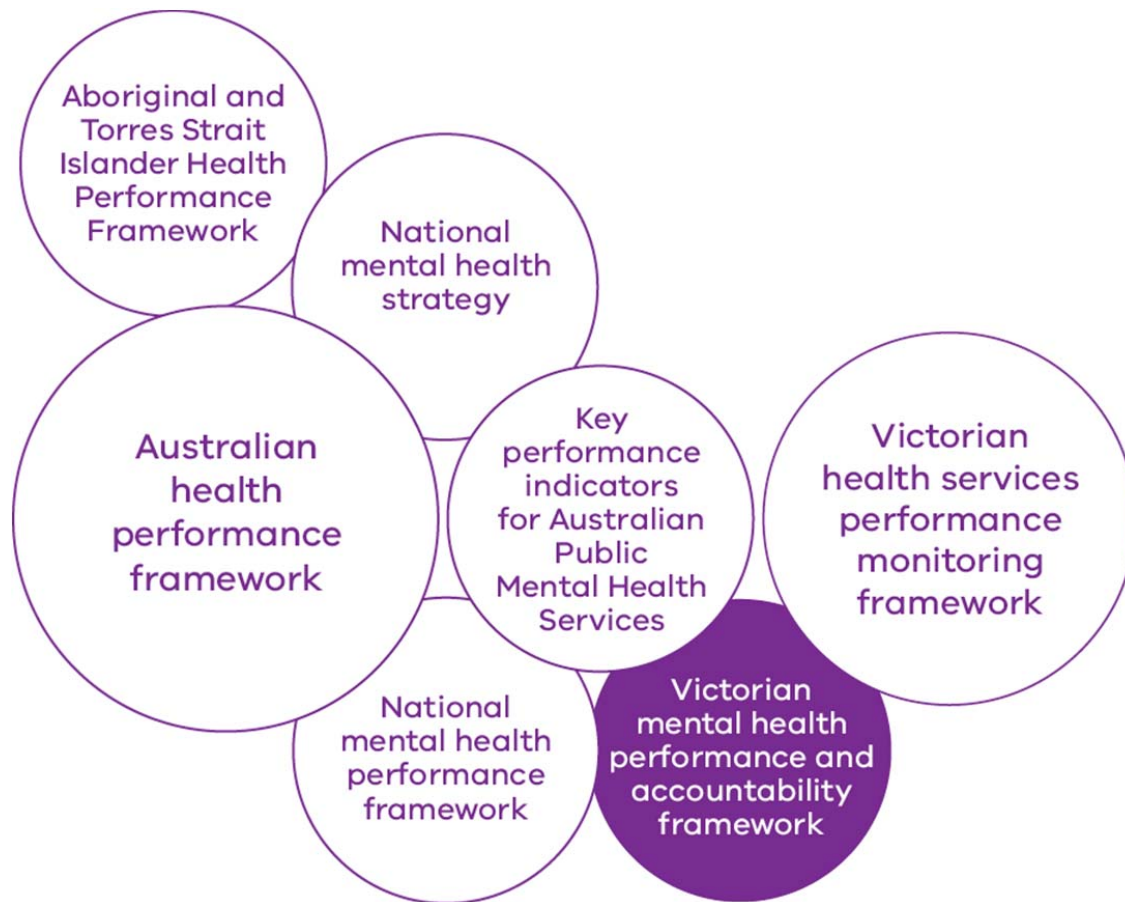 Aboriginal and
Torres Strait
Islander Health
Performance
Framework
National
mental health
strategy
Australian
health
performance
framework
Key
performance
indicators
for Australian
Public
Mental Health
Services
Victorian
health services
performance
monitoring
framework
National
mental health
performance
framework
Victorian
mental health
performance and
accountability
framework